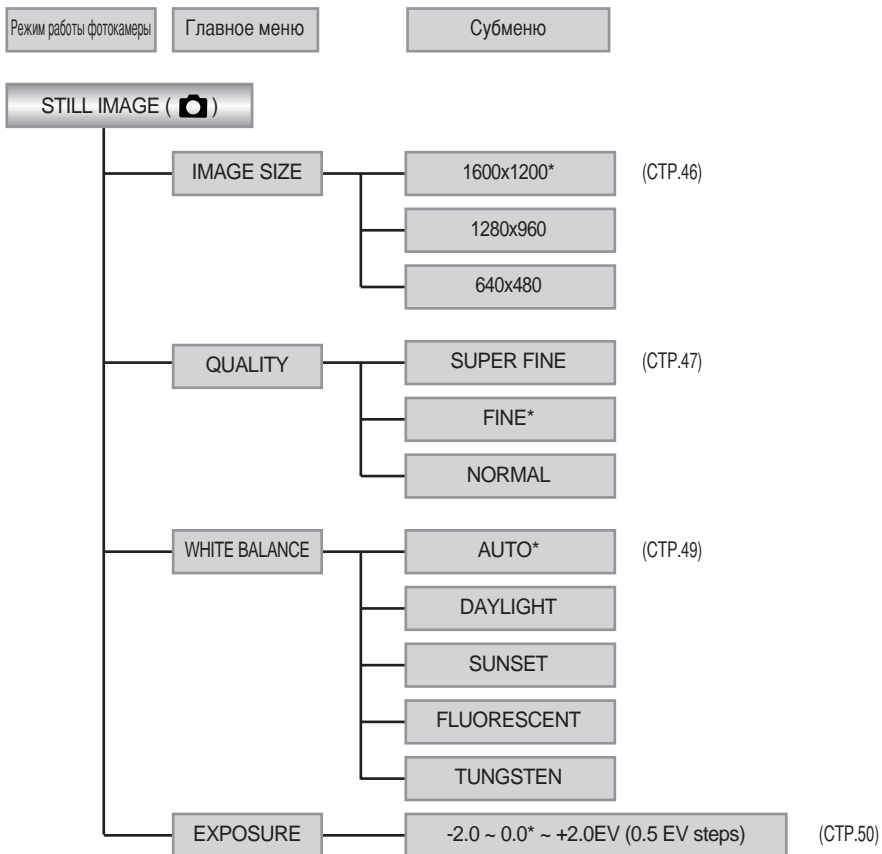 Режим работы фотокамеры Главное меню Субменю
STILL IMAGE ( )
IMAGE SIZE 1600x1200* (СТР.46)
1280x960
640x480
QUALITY SUPER FINE (СТР.47)
FINE*
NORMAL
WHITE BALANCE AUTO* (СТР.49)
DAYLIGHT
SUNSET
FLUORESCENT
TUNGSTEN
EXPOSURE -2.0 ~ 0.0* ~ +2.0EV (0.5 EV steps) (СТР.50)